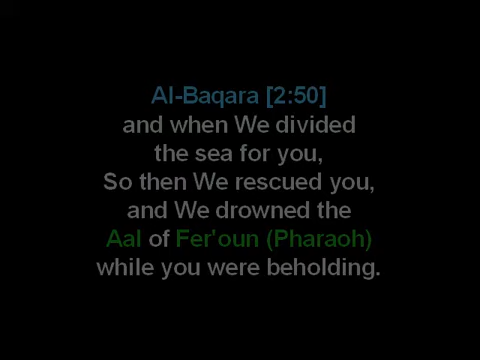 Al-Baqara [2:50]
and when We divided
the sea for you,
So then We rescued you,
and We drowned the
Aal of Fer'oun (Pharaoh)
while you were beholding.